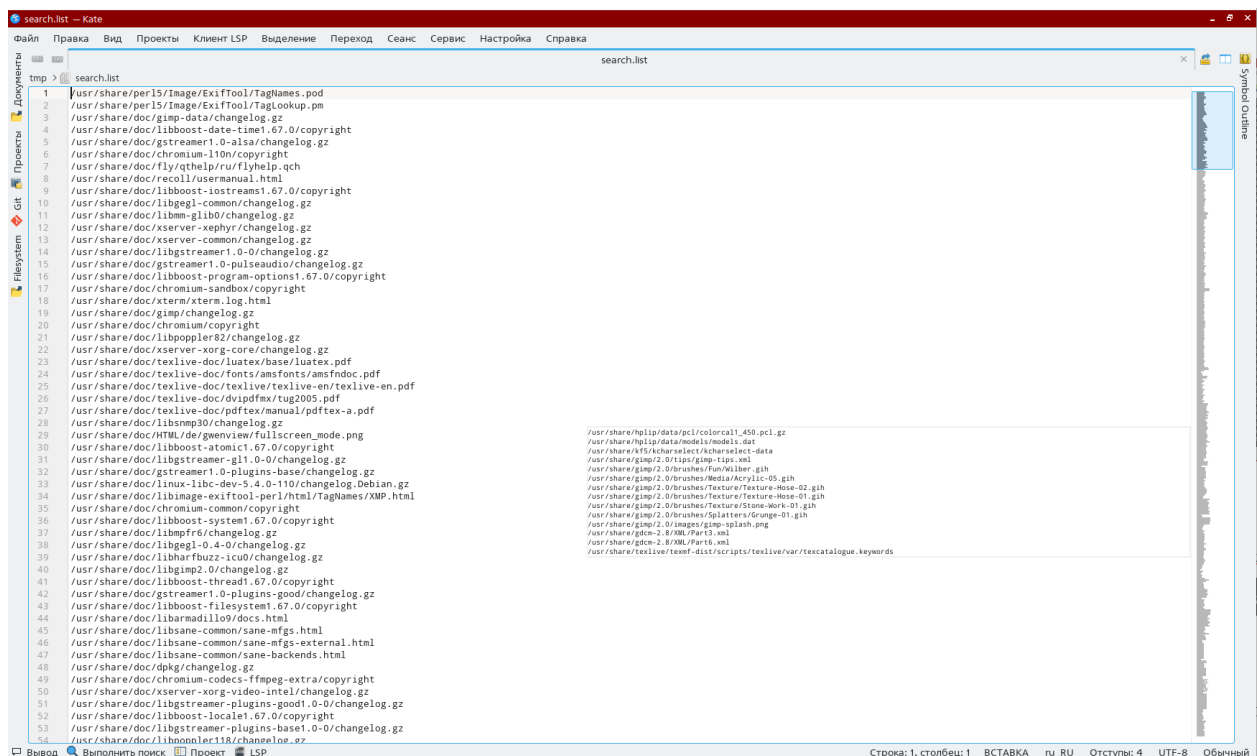 search.list — Kate
Файл Правка Вид Проекты Клиент LSP Выделение Переход Сеанс Сервис Настройка Справка
search.list
tmp > search.list
Документы
Проекты
Git
Filesystem
Symbol Outline
1 /usr/share/perl5/Image/ExifTool/TagNames.pod
2 /usr/share/perl5/Image/ExifTool/TagLookup.pm
3 /usr/share/doc/gimp-data/changelog.gz
4 /usr/share/doc/libboost-date-time1.67.0/copyright
5 /usr/share/doc/gstreamer1.0-alsa/changelog.gz
6 /usr/share/doc/chromium-l10n/copyright
7 /usr/share/doc/fly/qthelp/ru/flyhelp.qch
8 /usr/share/doc/recoll/usermanual.html
9 /usr/share/doc/libboost-iostreams1.67.0/copyright
10 /usr/share/doc/libgegl-common/changelog.gz
11 /usr/share/doc/libmm-glib0/changelog.gz
12 /usr/share/doc/xserver-xephyr/changelog.gz
13 /usr/share/doc/xserver-common/changelog.gz
14 /usr/share/doc/libgstreamer1.0-0/changelog.gz
15 /usr/share/doc/gstreamer1.0-pulseaudio/changelog.gz
16 /usr/share/doc/libboost-program-options1.67.0/copyright
17 /usr/share/doc/chromium-sandbox/copyright
18 /usr/share/doc/xterm/xterm.log.html
19 /usr/share/doc/gimp/changelog.gz
20 /usr/share/doc/chromium/copyright
21 /usr/share/doc/libpoppler82/changelog.gz
22 /usr/share/doc/xserver-xorg-core/changelog.gz
23 /usr/share/doc/texlive-doc/luatex/base/luatex.pdf
24 /usr/share/doc/texlive-doc/fonts/amsfonts/amsfndoc.pdf
25 /usr/share/doc/texlive-doc/texlive/texlive-en/texlive-en.pdf
26 /usr/share/doc/texlive-doc/dvipdfmx/tug2005.pdf
27 /usr/share/doc/texlive-doc/pdftex/manual/pdftex-a.pdf
28 /usr/share/doc/libsnmp30/changelog.gz
29 /usr/share/doc/HTML/de/gwenview/fullscreen_mode.png
30 /usr/share/doc/libboost-atomic1.67.0/copyright
31 /usr/share/doc/libgstreamer-gl1.0-0/changelog.gz
32 /usr/share/doc/gstreamer1.0-plugins-base/changelog.gz
33 /usr/share/doc/linux-libc-dev-5.4.0-110/changelog.Debian.gz
34 /usr/share/doc/libimage-exiftool-perl/html/TagNames/XMP.html
35 /usr/share/doc/chromium-common/copyright
36 /usr/share/doc/libboost-system1.67.0/copyright
37 /usr/share/doc/libmpfr6/changelog.gz
38 /usr/share/doc/libgegl-0.4-0/changelog.gz
39 /usr/share/doc/libharfbuzz-icu0/changelog.gz
40 /usr/share/doc/libgimp2.0/changelog.gz
41 /usr/share/doc/libboost-thread1.67.0/copyright
42 /usr/share/doc/gstreamer1.0-plugins-good/changelog.gz
43 /usr/share/doc/libboost-filesystem1.67.0/copyright
44 /usr/share/doc/libarmadillo9/docs.html
45 /usr/share/doc/libsane-common/sane-mfgs.html
46 /usr/share/doc/libsane-common/sane-mfgs-external.html
47 /usr/share/doc/libsane-common/sane-backends.html
48 /usr/share/doc/dpkg/changelog.gz
49 /usr/share/doc/chromium-codecs-ffmpeg-extra/copyright
50 /usr/share/doc/xserver-xorg-video-intel/changelog.gz
51 /usr/share/doc/libgstreamer-plugins-good1.0-0/changelog.gz
52 /usr/share/doc/libboost-locale1.67.0/copyright
53 /usr/share/doc/libgstreamer-plugins-base1.0-0/changelog.gz
54 /usr/share/doc/libpoppler118/changelog.gz
/usr/share/hplip/data/pcl/colorcal1_450.pcl.gz
/usr/share/hplip/data/models/models.dat
/usr/share/kf5/kcharselect/kcharselect-data
/usr/share/gimp/2.0/tips/gimp-tips.xml
/usr/share/gimp/2.0/brushes/Fun/Wilber.gih
/usr/share/gimp/2.0/brushes/Media/Acrylic-05.gih
/usr/share/gimp/2.0/brushes/Texture/Texture-Hose-02.gih
/usr/share/gimp/2.0/brushes/Texture/Texture-Hose-01.gih
/usr/share/gimp/2.0/brushes/Texture/Stone-Work-01.gih
/usr/share/gimp/2.0/brushes/Splatters/Grunge-01.gih
/usr/share/gimp/2.0/images/gimp-splash.png
/usr/share/gdcm-2.8/XML/Part3.xml
/usr/share/gdcm-2.8/XML/Part6.xml
/usr/share/texlive/texmf-dist/scripts/texlive/var/texcatalogue.keywords
Вывод Выполнить поиск Проект LSP Строка: 1, столбец: 1 ВСТАВКА ru_RU Отступы: 4 UTF-8 Обычный